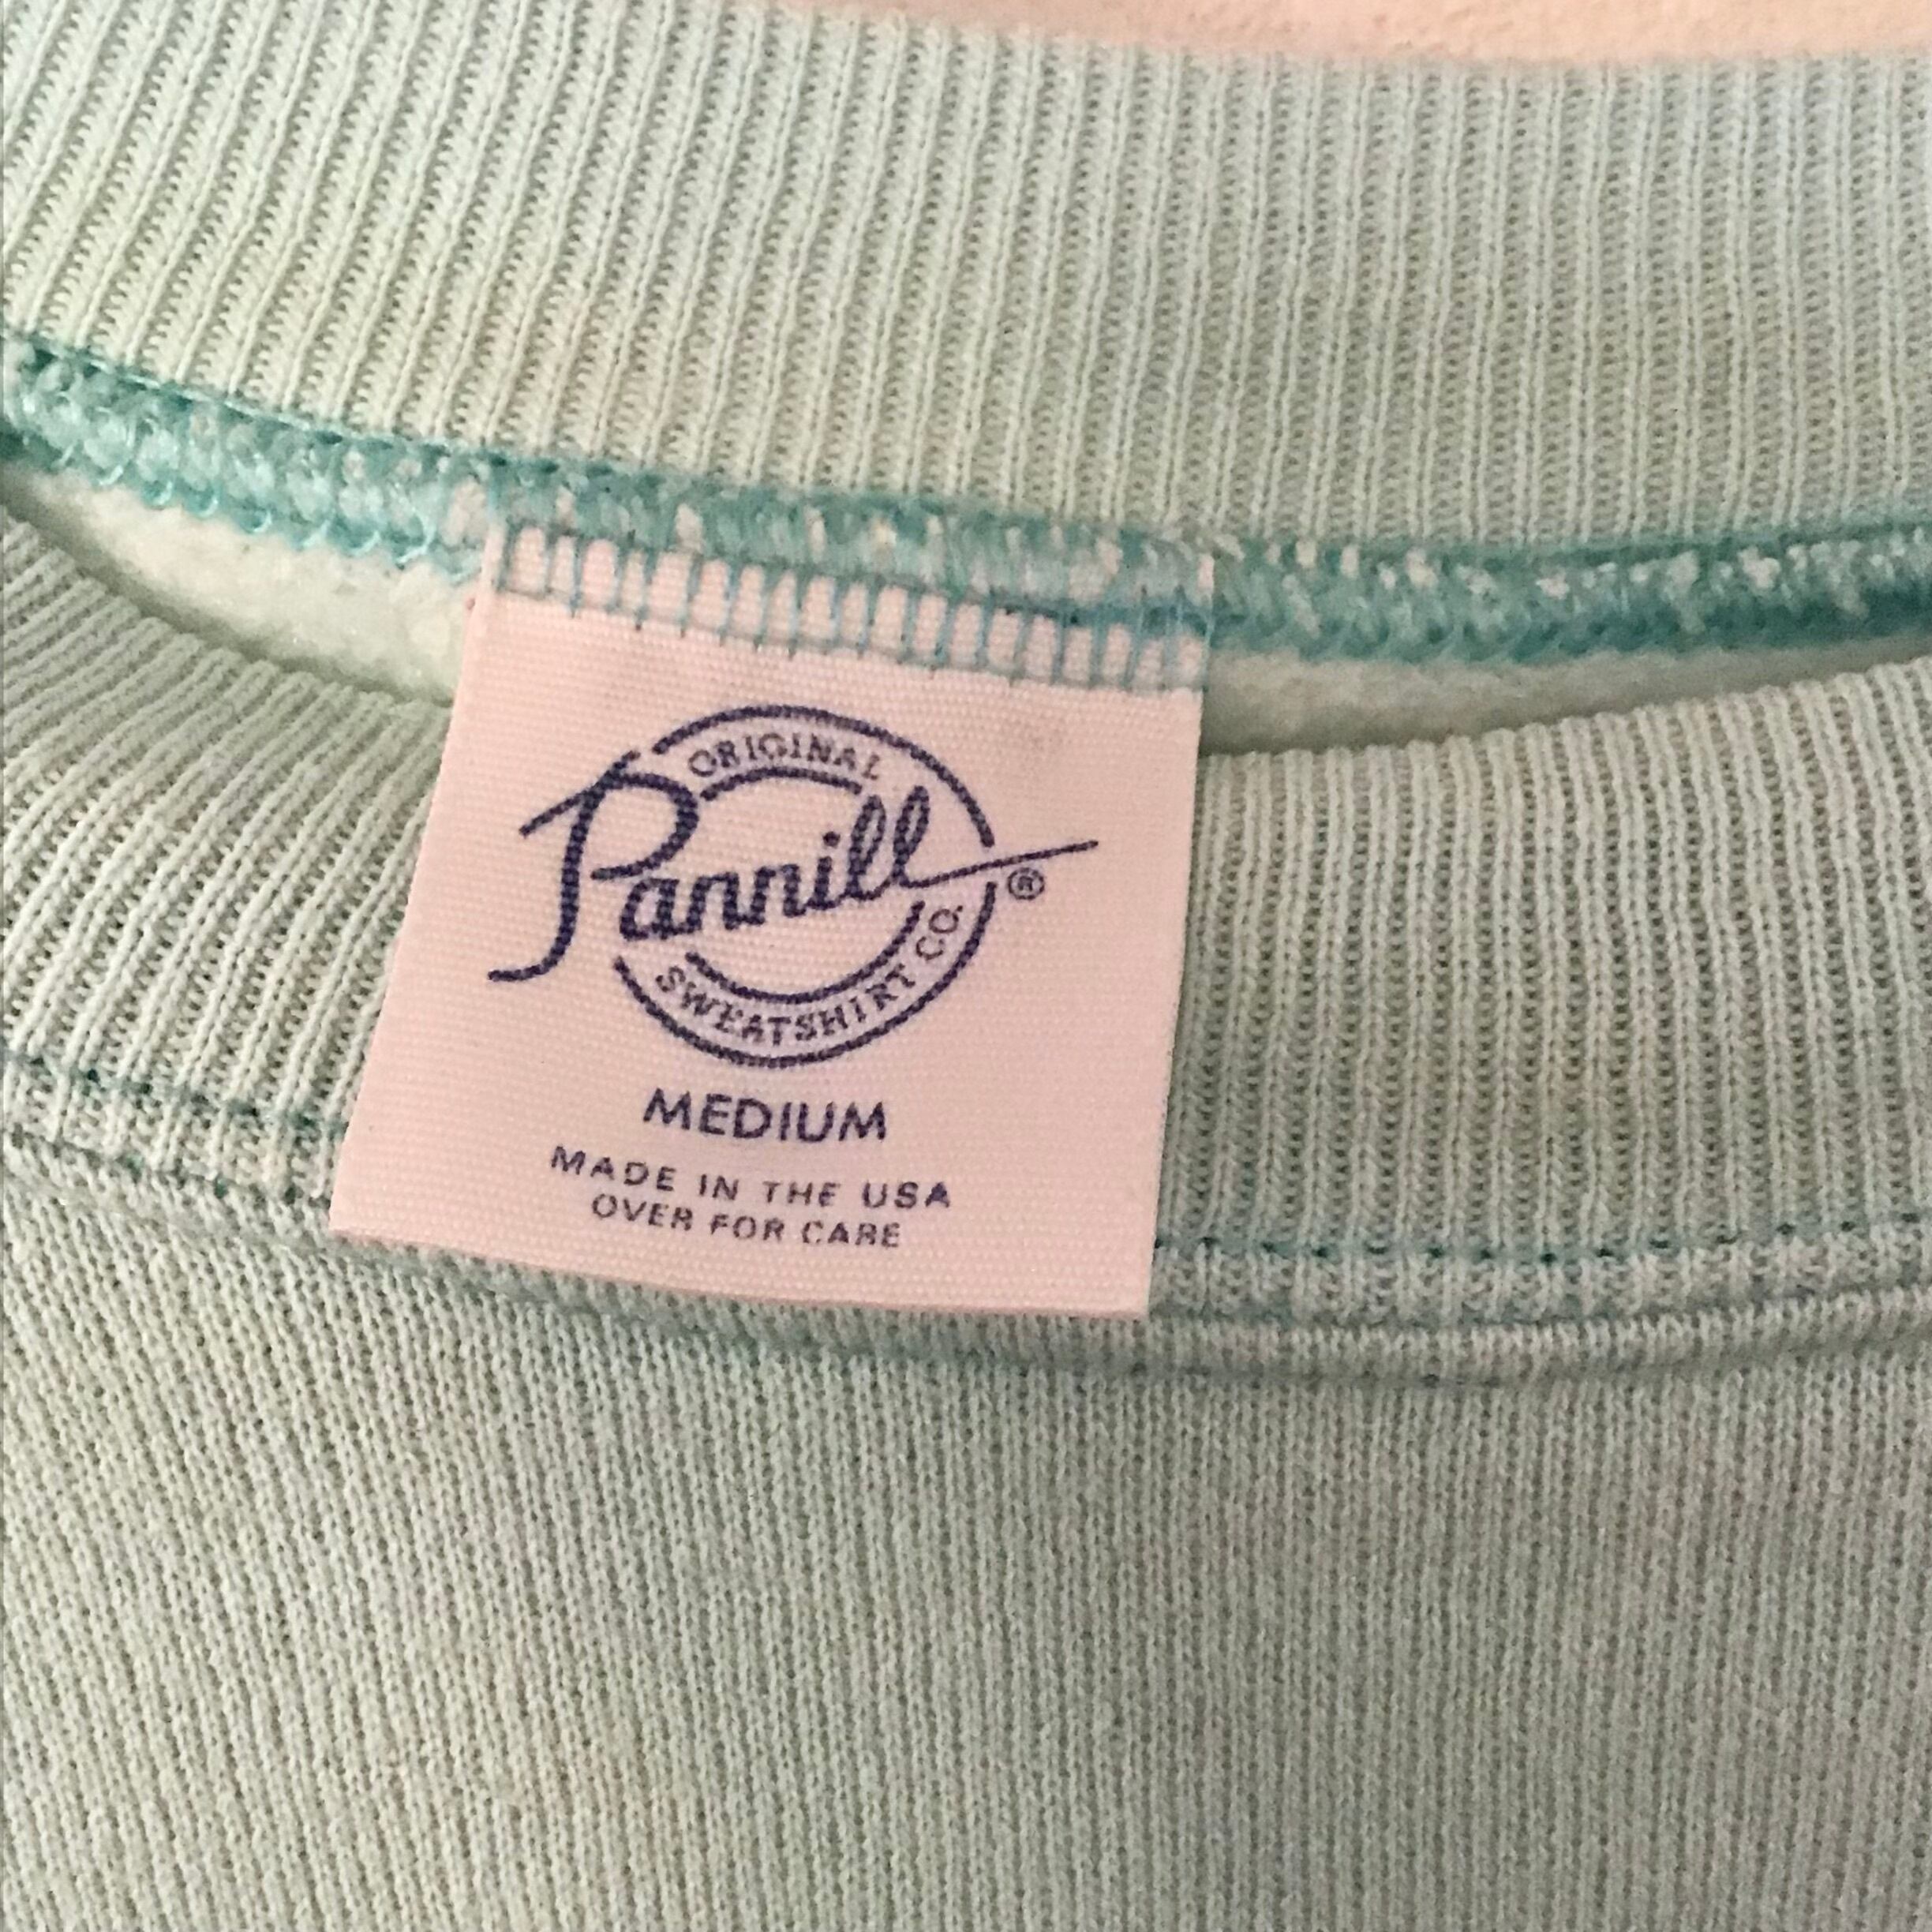 ORIGINAL
Pannill ®
SWEATSHIRT CO.
MEDIUM
MADE IN THE USA
OVER FOR CARE